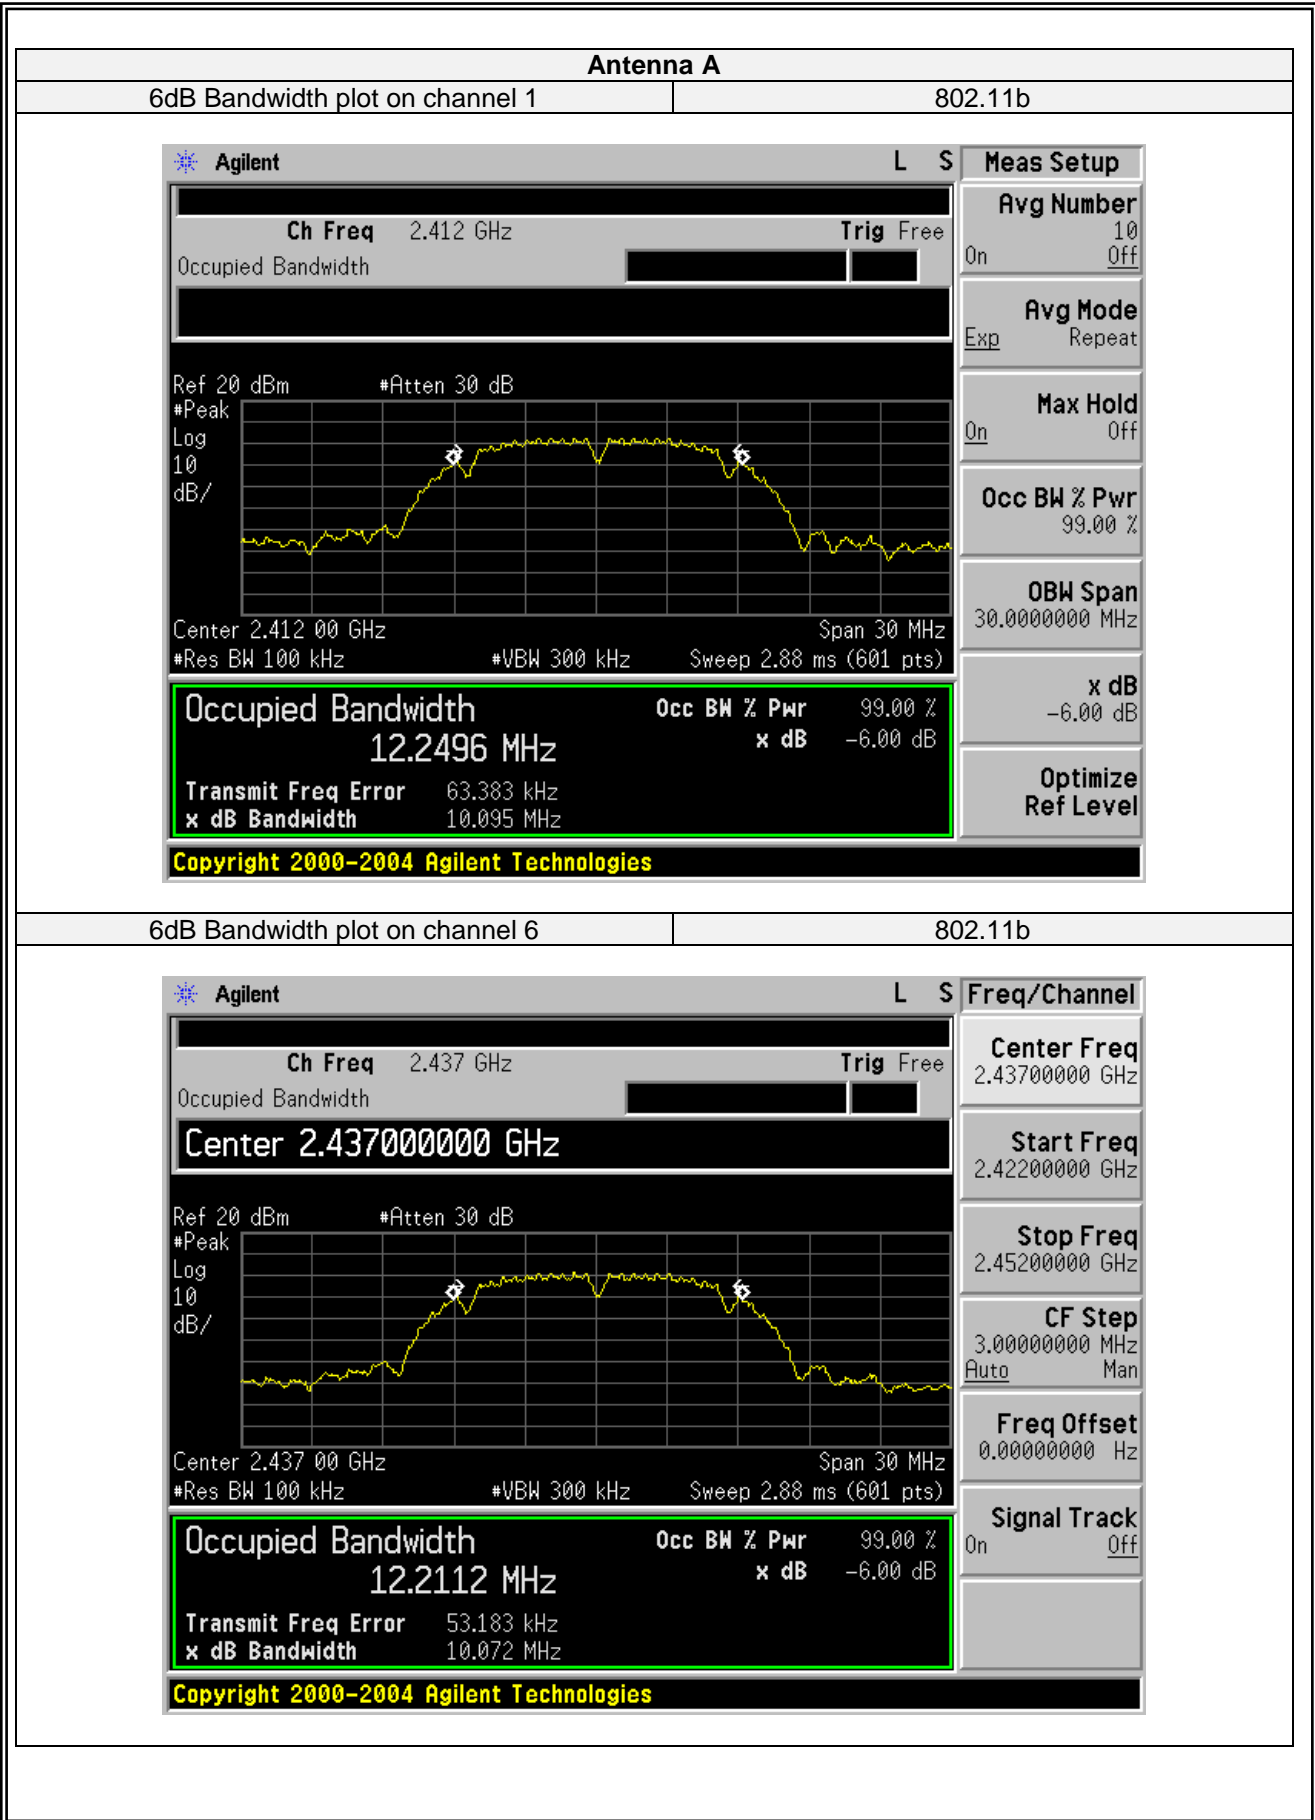 Antenna A
6dB Bandwidth plot on channel 1 802.11b
Agilent L S Meas Setup
Ch Freq 2.412 GHz Trig Free
Occupied Bandwidth
Avg Number
10
On Off
Avg Mode
Exp Repeat
Max Hold
On Off
Occ BW % Pwr
99.00 %
OBW Span
30.0000000 MHz
x dB
-6.00 dB
Optimize
Ref Level
Ref 20 dBm #Atten 30 dB
#Peak
Log
10
dB/
Center 2.412 00 GHz Span 30 MHz
#Res BW 100 kHz #VBW 300 kHz Sweep 2.88 ms (601 pts)
Occupied Bandwidth Occ BW % Pwr 99.00 %
12.2496 MHz x dB -6.00 dB
Transmit Freq Error 63.383 kHz
x dB Bandwidth 10.095 MHz
Copyright 2000-2004 Agilent Technologies
6dB Bandwidth plot on channel 6 802.11b
Agilent L S Freq/Channel
Ch Freq 2.437 GHz Trig Free
Occupied Bandwidth
Center 2.437000000 GHz
Center Freq
2.43700000 GHz
Start Freq
2.42200000 GHz
Stop Freq
2.45200000 GHz
CF Step
3.00000000 MHz
Auto Man
Freq Offset
0.00000000 Hz
Signal Track
On Off
Ref 20 dBm #Atten 30 dB
#Peak
Log
10
dB/
Center 2.437 00 GHz Span 30 MHz
#Res BW 100 kHz #VBW 300 kHz Sweep 2.88 ms (601 pts)
Occupied Bandwidth Occ BW % Pwr 99.00 %
12.2112 MHz x dB -6.00 dB
Transmit Freq Error 53.183 kHz
x dB Bandwidth 10.072 MHz
Copyright 2000-2004 Agilent Technologies